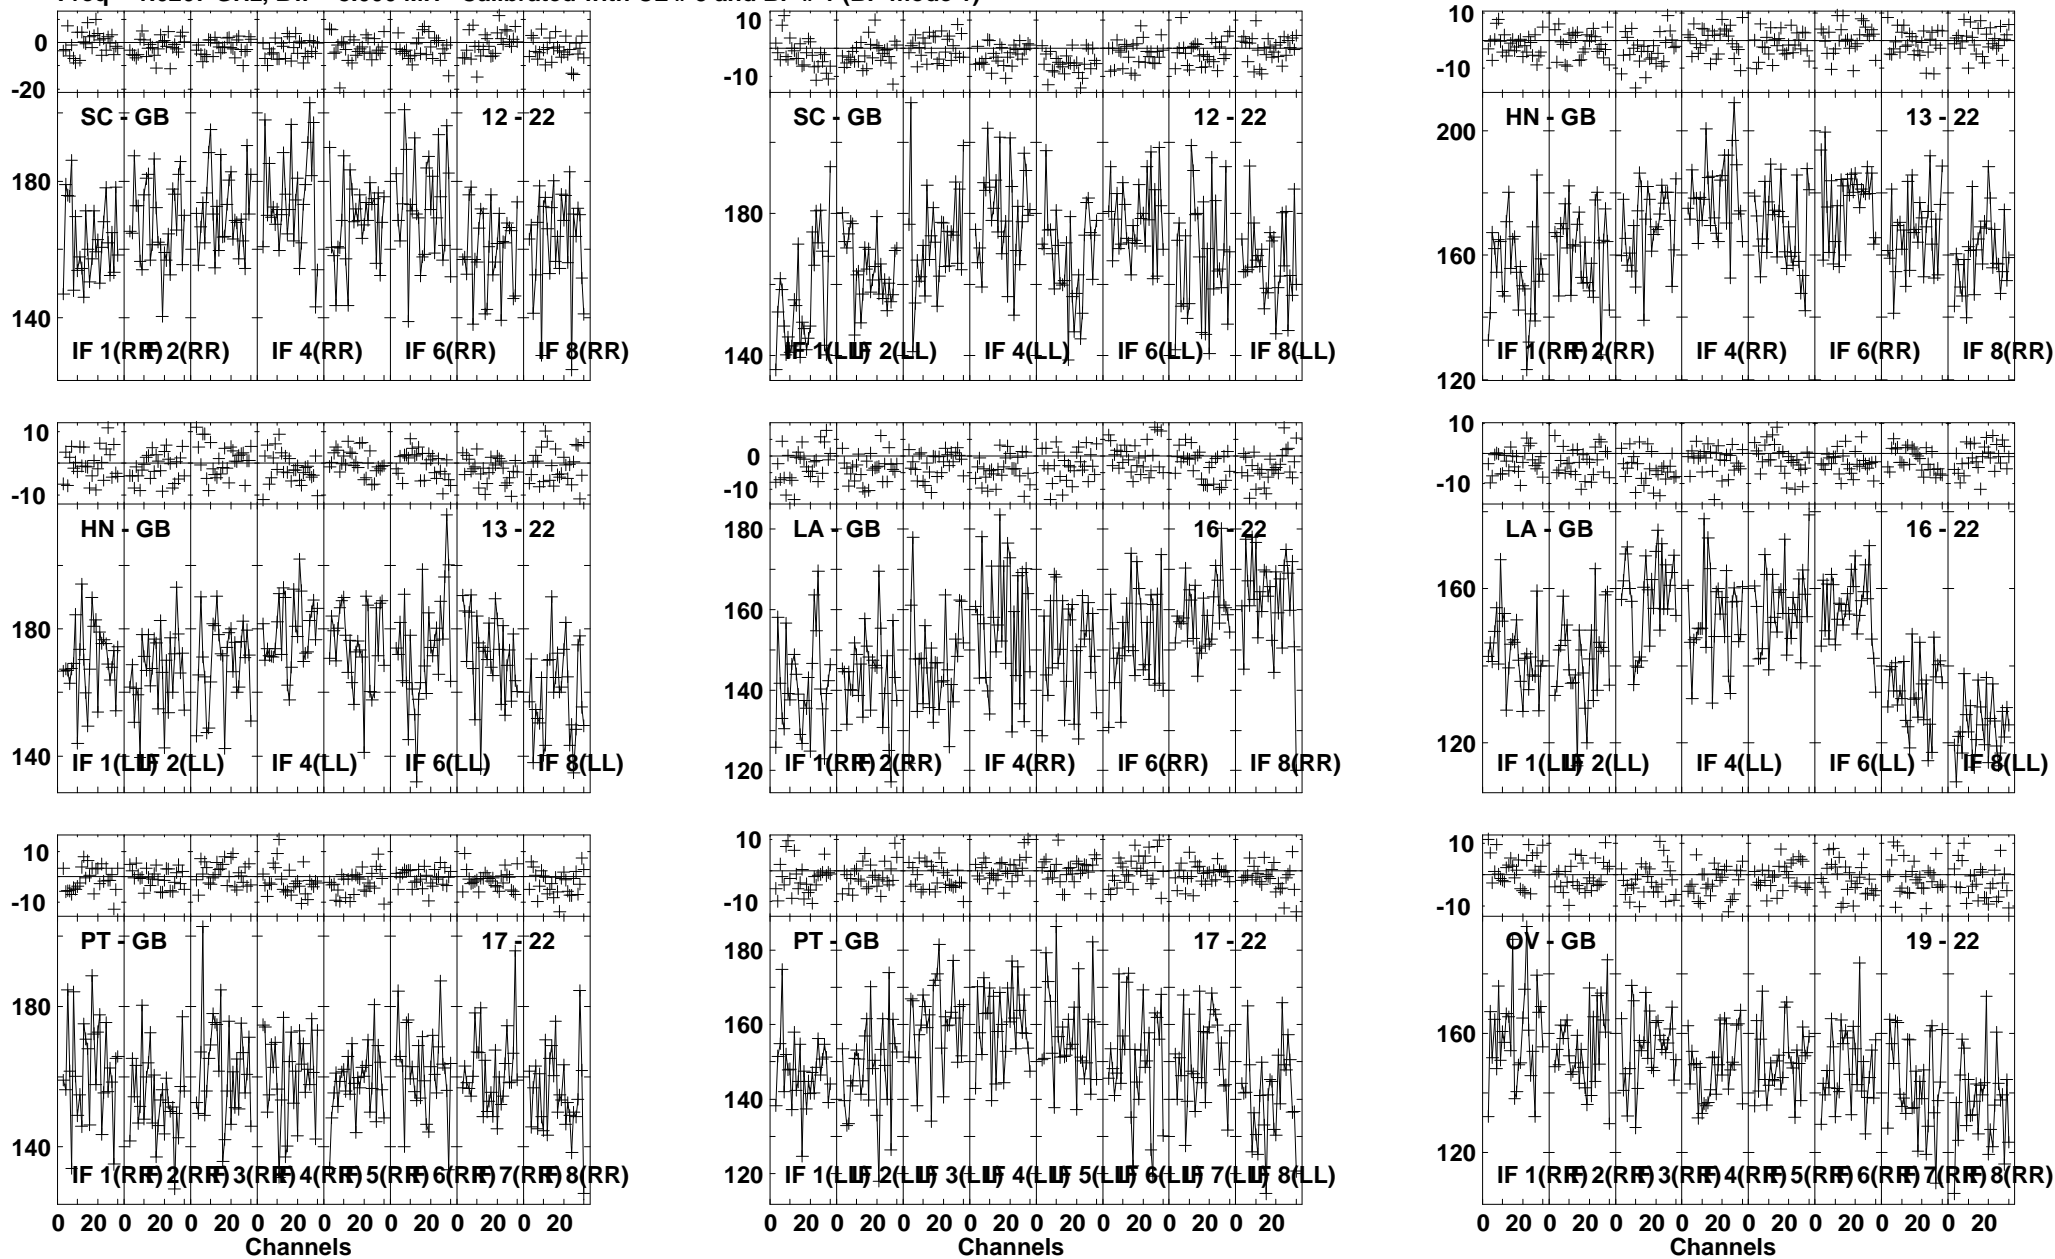 10 10
0 0 0
-20 -10 -10
SC - GB 12 - 22 SC - GB 12 - 22 HN - GB 13 - 22
200
180 180
160
140 140
IF 1(RR) IF 2(RR) IF 4(RR) IF 6(RR) IF 8(RR) IF 1(LL) IF 2(LL) IF 4(LL) IF 6(LL) IF 8(LL) IF 1(RR) IF 2(RR) IF 4(RR) IF 6(RR) IF 8(RR)
120
10 10 10
0 0 0
-10 -10 -10
HN - GB 13 - 22 LA - GB 16 - 22 LA - GB 16 - 22
180
180 160 160
140
140 120 120
IF 1(LL) IF 2(LL) IF 4(LL) IF 6(LL) IF 8(LL) IF 1(RR) IF 2(RR) IF 4(RR) IF 6(RR) IF 8(RR) IF 1(LL) IF 2(LL) IF 4(LL) IF 6(LL) IF 8(LL)
10 10 10
0 0 0
-10 -10 -10
PT - GB 17 - 22 PT - GB 17 - 22 OV - GB 19 - 22
180 180
160 160
140 140
120 120
IF 1(RR) IF 2(RR) IF 3(RR) IF 4(RR) IF 5(RR) IF 6(RR) IF 7(RR) IF 8(RR) IF 1(LL) IF 2(LL) IF 3(LL) IF 4(LL) IF 5(LL) IF 6(LL) IF 7(LL) IF 8(LL) IF 1(RR) IF 2(RR) IF 3(RR) IF 4(RR) IF 5(RR) IF 6(RR) IF 7(RR) IF 8(RR)
0 20 0 20 0 20 0 20 0 20 0 20 0 20 0 20 0 20 0 20 0 20 0 20 0 20 0 20 0 20 0 20 0 20 0 20 0 20 0 20 0 20 0 20 0 20 0 20
Channels Channels Channels